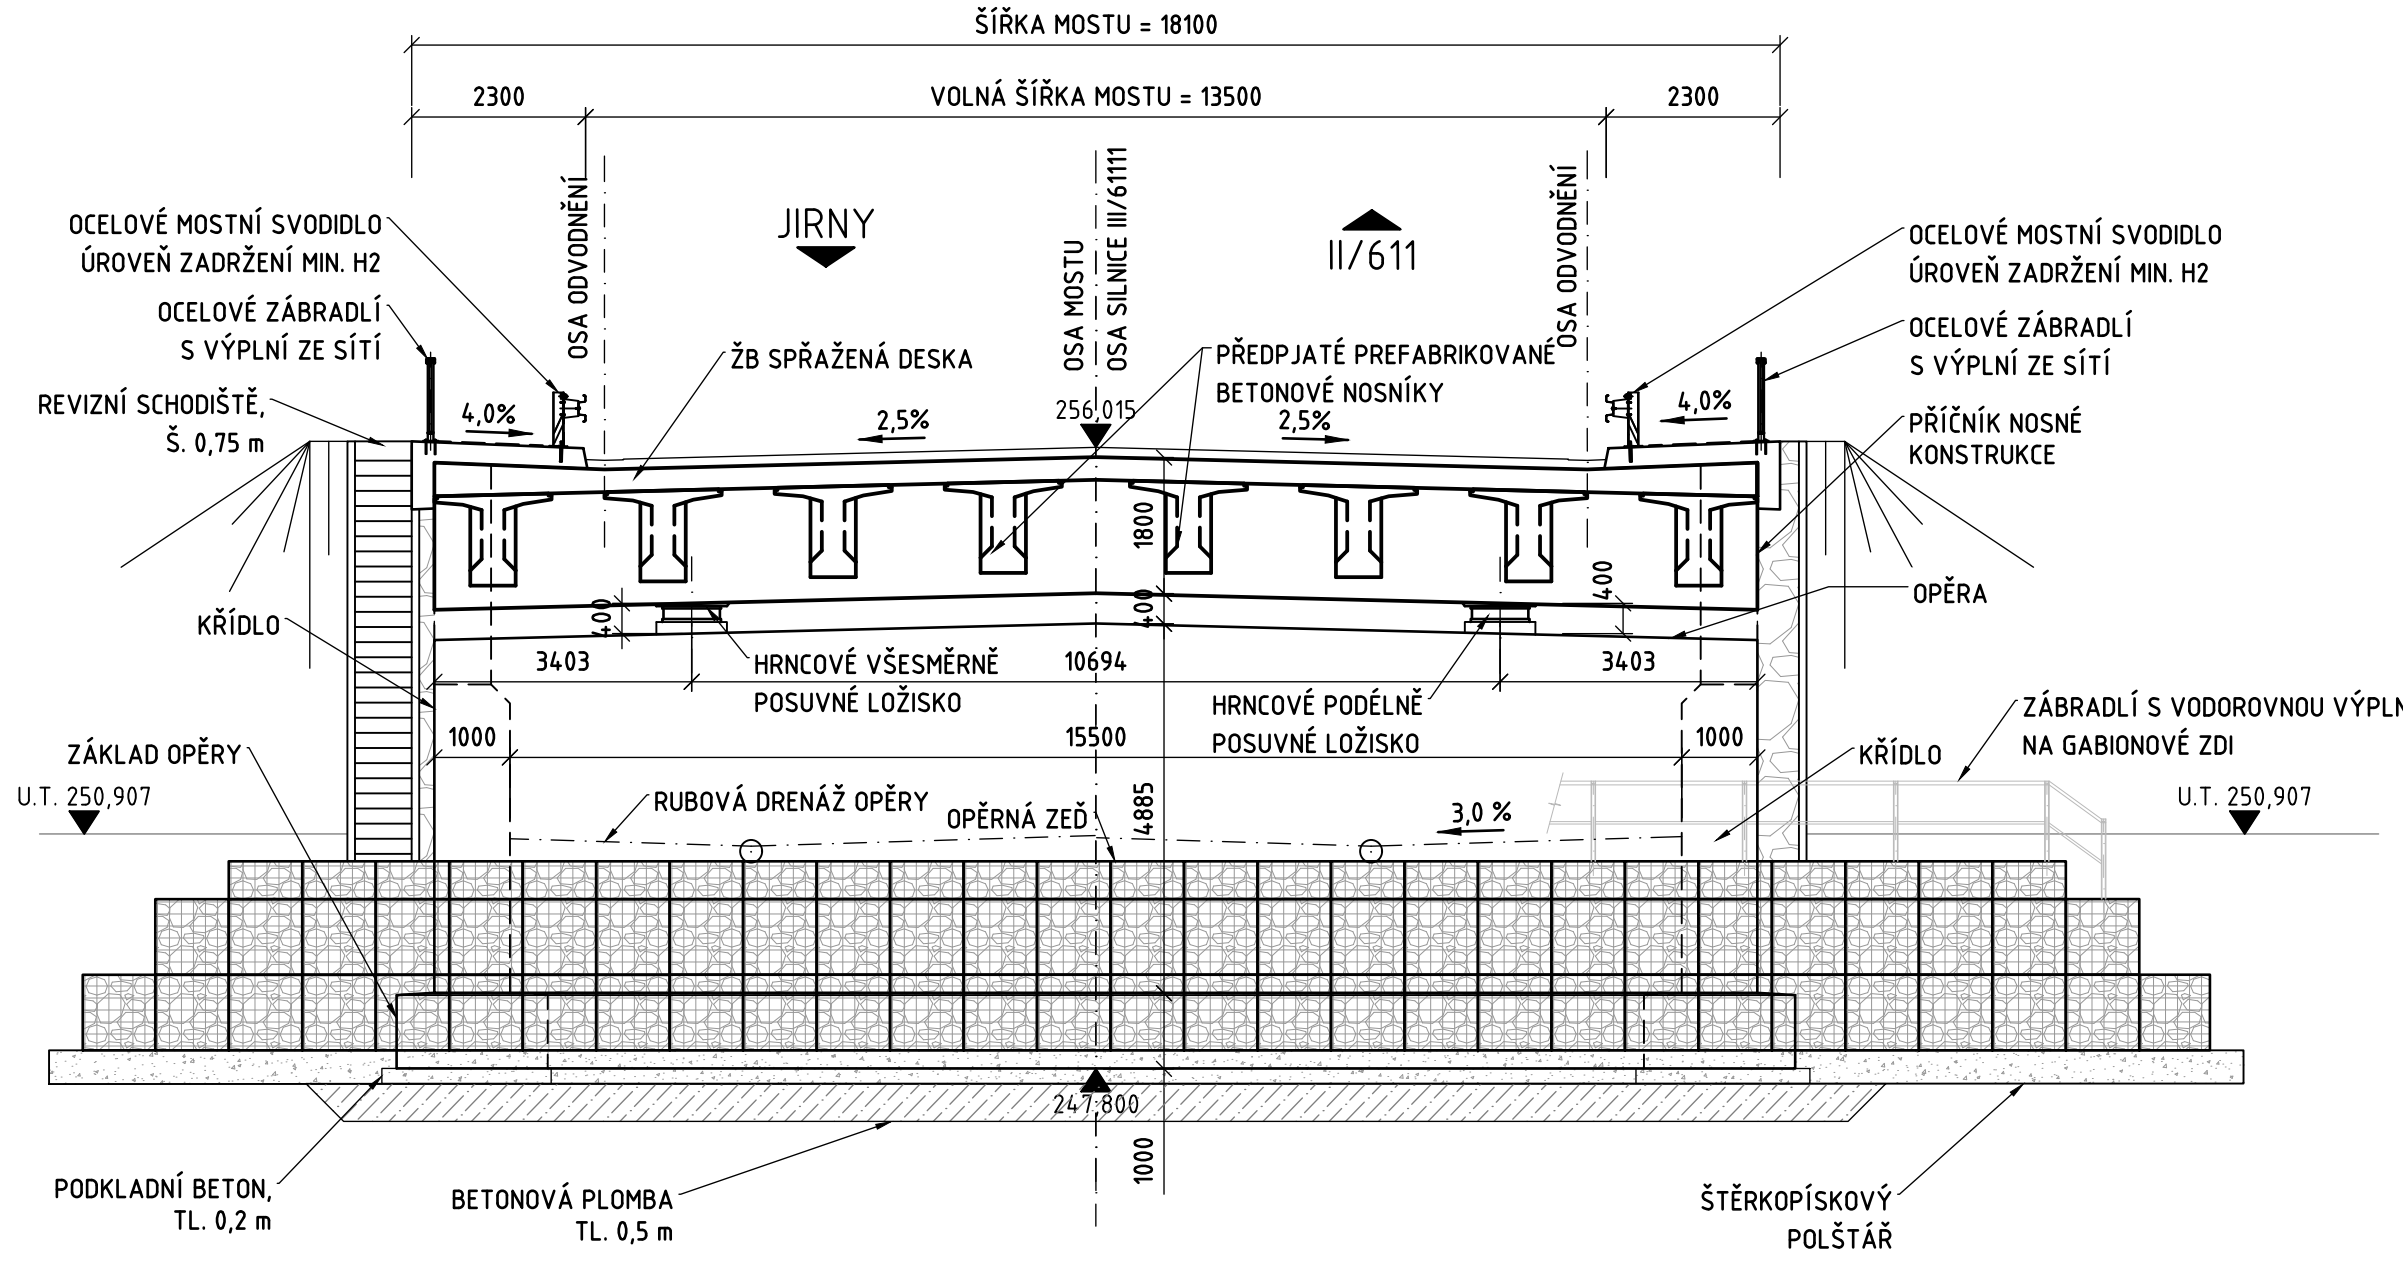 ŠÍŘKA MOSTU = 18100
2300
VOLNÁ ŠÍŘKA MOSTU = 13500
2300
OCELOVÉ MOSTNÍ SVODIDLO
ÚROVEŇ ZADRŽENÍ MIN. H2
OCELOVÉ ZÁBRADLÍ
S VÝPLNÍ ZE SÍTÍ
REVIZNÍ SCHODIŠTĚ,
Š. 0,75 m
OSA ODVODNĚNÍ
JIRNY
OSA MOSTU
OSA SILNICE III/61111
II/611
OSA ODVODNĚNÍ
OCELOVÉ MOSTNÍ SVODIDLO
ÚROVEŇ ZADRŽENÍ MIN. H2
OCELOVÉ ZÁBRADLÍ
S VÝPLNÍ ZE SÍTÍ
PŘÍČNÍK NOSNÉ
KONSTRUKCE
ŽB SPŘAŽENÁ DESKA
PŘEDPJATÉ PREFABRIKOVANÉ
BETONOVÉ NOSNÍKY
4,0%
2,5%
256,015
2,5%
4,0%
1800
400
400
400
OPĚRA
KŘÍDLO
3403
HRNCOVÉ VŠESMĚRNĚ
POSUVNÉ LOŽISKO
10694
3403
HRNCOVÉ PODÉLNĚ
POSUVNÉ LOŽISKO
ZÁBRADLÍ S VODOROVNOU VÝPLN
NA GABIONOVÉ ZDI
1000
15500
1000
ZÁKLAD OPĚRY
KŘÍDLO
U.T. 250,907
RUBOVÁ DRENÁŽ OPĚRY
OPĚRNÁ ZEĎ
4885
3,0 %
U.T. 250,907
247,800
1000
PODKLADNÍ BETON,
TL. 0,2 m
BETONOVÁ PLOMBA
TL. 0,5 m
ŠTĚRKOPÍSKOVÝ
POLŠTÁŘ